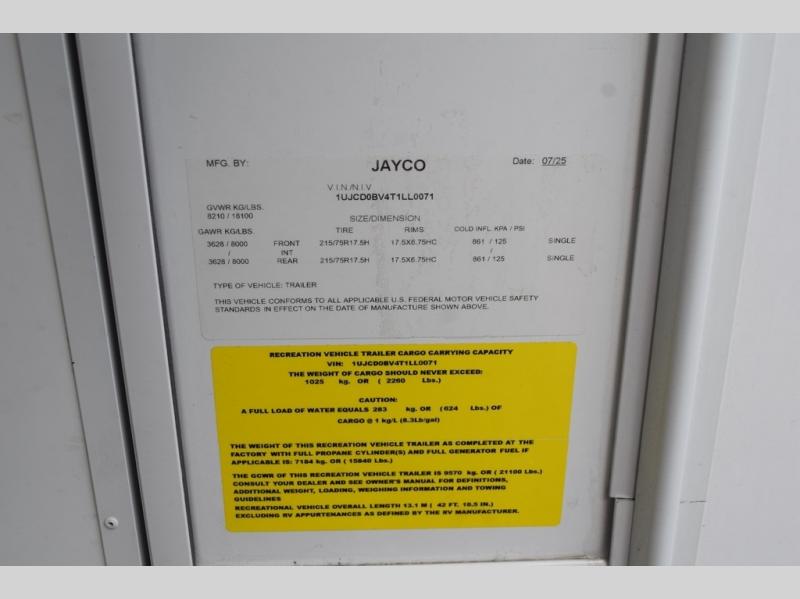 MFG. BY: JAYCO Date: 07/25
V.I.N./N.I.V
1UJCD0BV4T1LL0071
GVWR KG/LBS.
8210 / 18100
SIZE/DIMENSION
GAWR KG/LBS. TIRE RIMS COLD INFL. KPA / PSI
3628 / 8000 FRONT 215/75R17.5H 17.5X6.75HC 861 / 125 SINGLE
/ INT /
3628 / 8000 REAR 215/75R17.5H 17.5X6.75HC 861 / 125 SINGLE
TYPE OF VEHICLE: TRAILER
THIS VEHICLE CONFORMS TO ALL APPLICABLE U.S. FEDERAL MOTOR VEHICLE SAFETY
STANDARDS IN EFFECT ON THE DATE OF MANUFACTURE SHOWN ABOVE.
RECREATION VEHICLE TRAILER CARGO CARRYING CAPACITY
VIN: 1UJCD0BV4T1LL0071
THE WEIGHT OF CARGO SHOULD NEVER EXCEED:
1025 kg. OR ( 2260 Lbs.)
CAUTION:
A FULL LOAD OF WATER EQUALS 283 kg. OR (624 Lbs.) OF
CARGO @ 1 kg/L (8.3Lb/gal)
THE WEIGHT OF THIS RECREATION VEHICLE TRAILER AS COMPLETED AT THE
FACTORY WITH FULL PROPANE CYLINDER(S) AND FULL GENERATOR FUEL IF
APPLICABLE IS: 7184 kg. OR ( 15840 Lbs.)
THE GCWR OF THIS RECREATION VEHICLE TRAILER IS 9570 kg. OR ( 21100 Lbs.)
CONSULT YOUR DEALER AND SEE OWNER'S MANUAL FOR DEFINITIONS,
ADDITIONAL WEIGHT, LOADING, WEIGHING INFORMATION AND TOWING
GUIDELINES
RECREATIONAL VEHICLE OVERALL LENGTH 13.1 M ( 42 FT, 10.5 IN.)
EXCLUDING RV APPURTENANCES AS DEFINED BY THE RV MANUFACTURER.